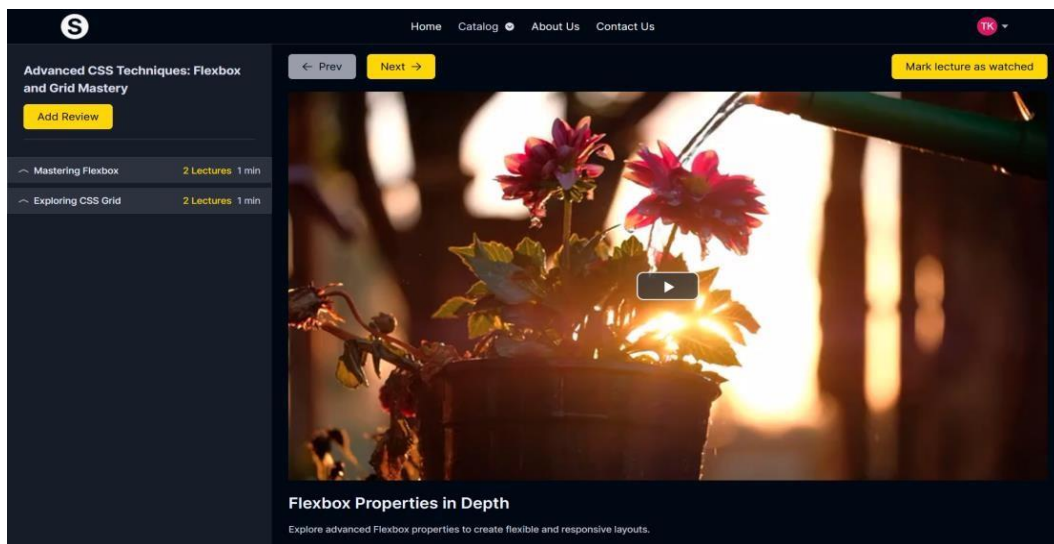 S
Home Catalog About Us Contact Us
TK
Advanced CSS Techniques: Flexbox
and Grid Mastery
Add Review
Mastering Flexbox 2 Lectures 1 min
Exploring CSS Grid 2 Lectures 1 min
← Prev
Next →
Mark lecture as watched
Flexbox Properties in Depth
Explore advanced Flexbox properties to create flexible and responsive layouts.